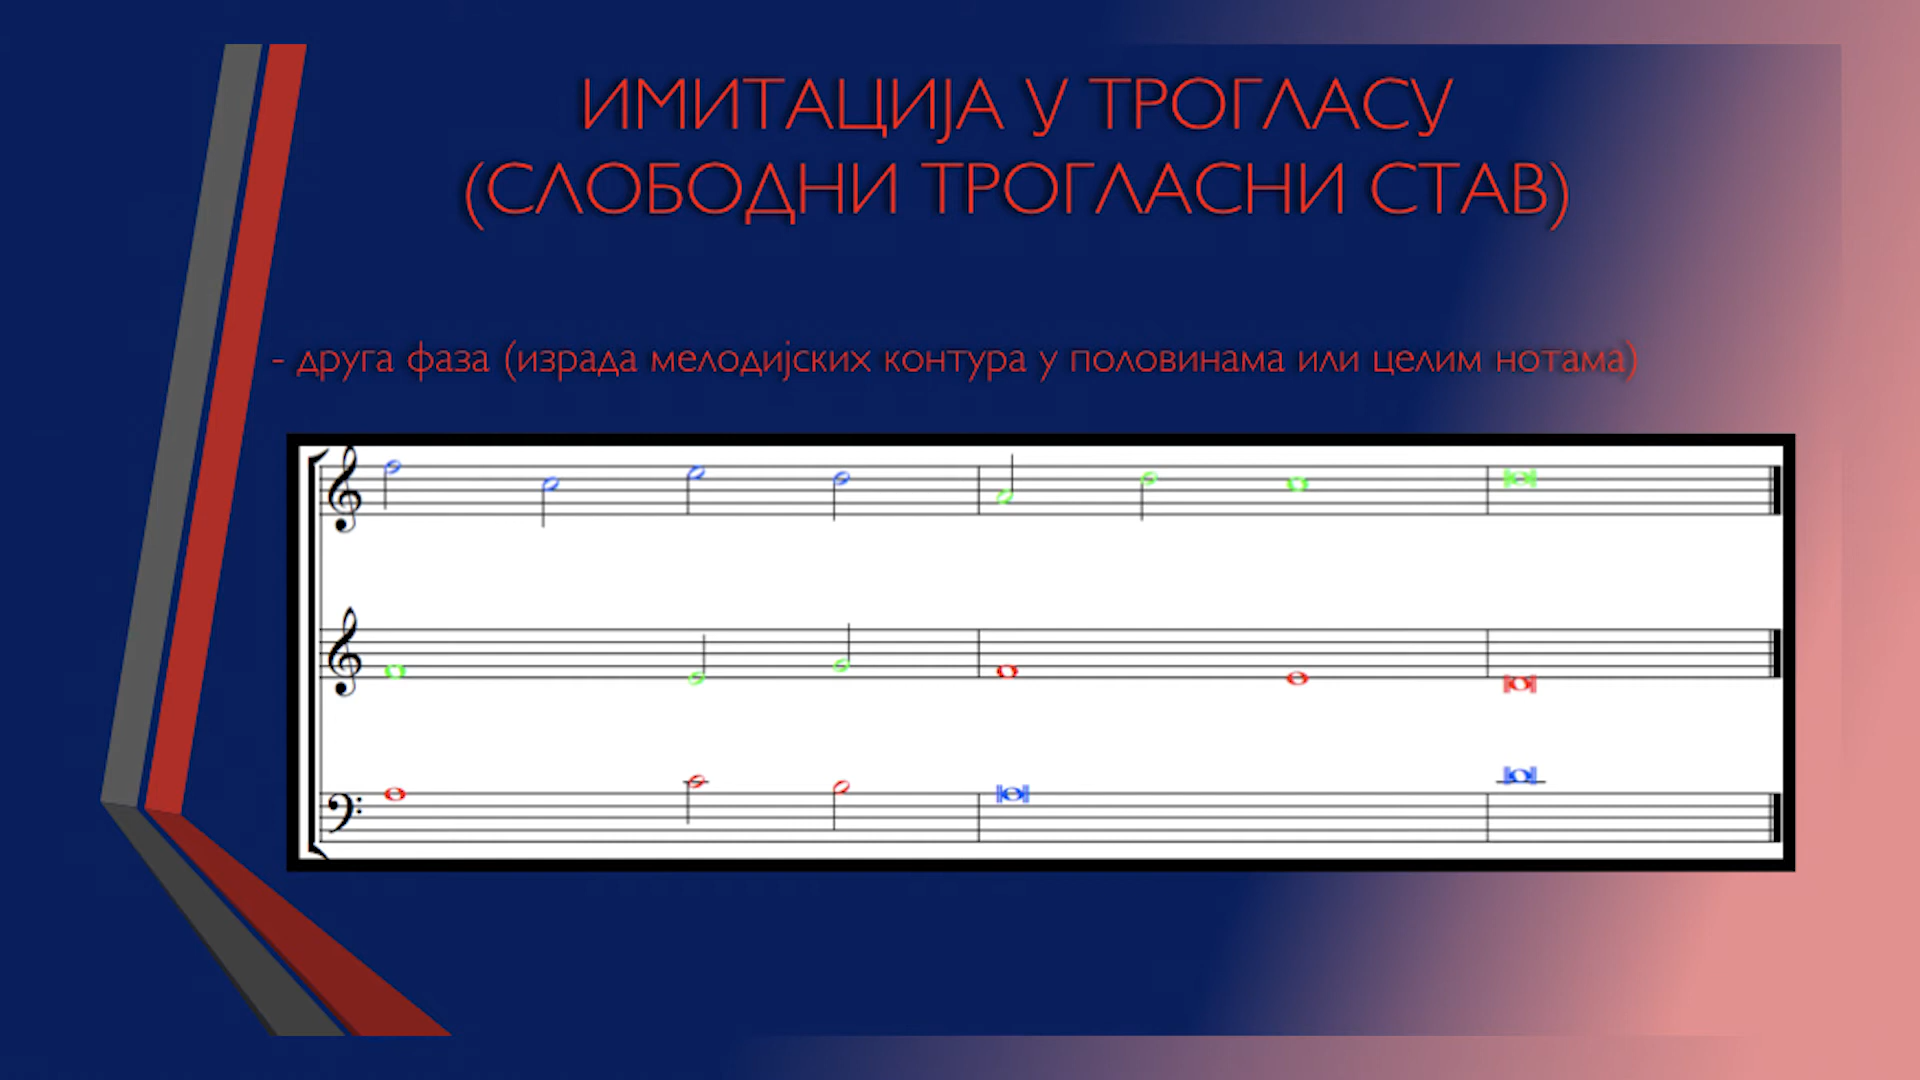 ИМИТАЦИЈА У ТРОГЛАСУ
(СЛОБОДНИ ТРОГЛАСНИ СТАВ)
- друга фаза (израда мелодијских контура у половинама или целим нотама)